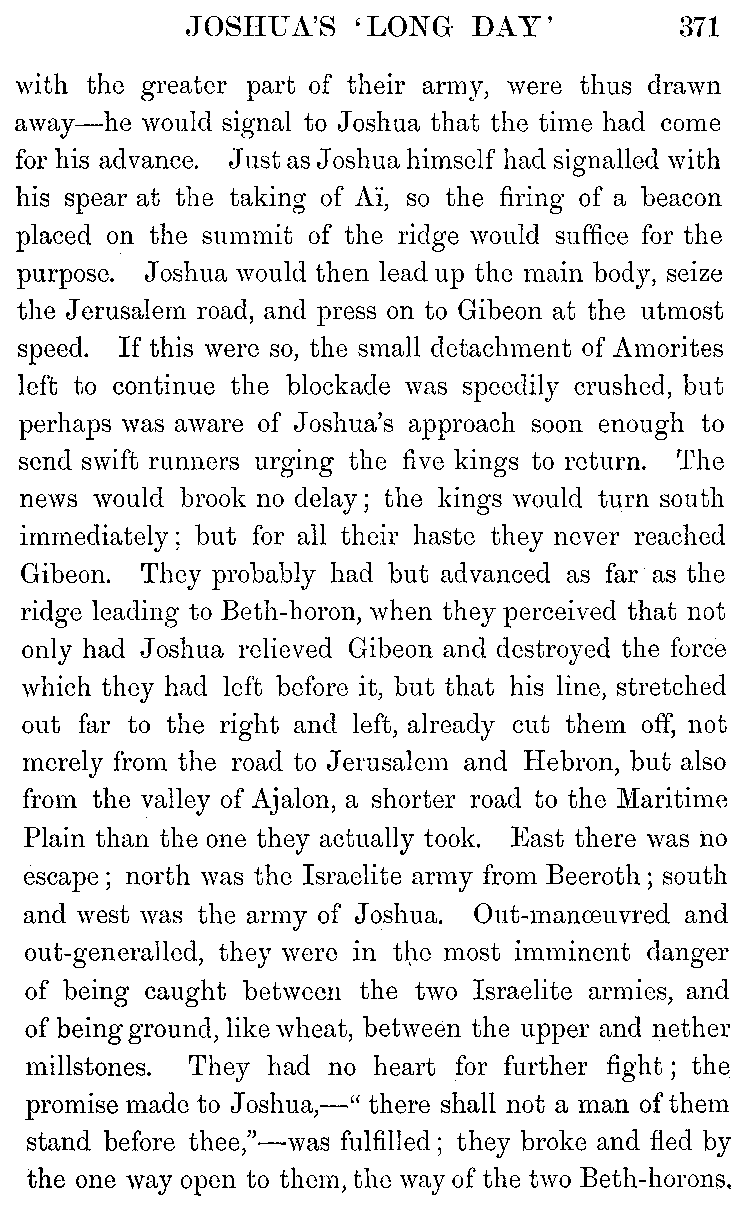 JOSHUA'S 'LONG DAY' 371
with the greater part of their army, were thus drawn
away—he would signal to Joshua that the time had come
for his advance. Just as Joshua himself had signalled with
his spear at the taking of Aï, so the firing of a beacon
placed on the summit of the ridge would suffice for the
purpose. Joshua would then lead up the main body, seize
the Jerusalem road, and press on to Gibeon at the utmost
speed. If this were so, the small detachment of Amorites
left to continue the blockade was speedily crushed, but
perhaps was aware of Joshua's approach soon enough to
send swift runners urging the five kings to return. The
news would brook no delay; the kings would turn south
immediately; but for all their haste they never reached
Gibeon. They probably had but advanced as far as the
ridge leading to Beth-horon, when they perceived that not
only had Joshua relieved Gibeon and destroyed the force
which they had left before it, but that his line, stretched
out far to the right and left, already cut them off, not
merely from the road to Jerusalem and Hebron, but also
from the valley of Ajalon, a shorter road to the Maritime
Plain than the one they actually took. East there was no
escape; north was the Israelite army from Beeroth; south
and west was the army of Joshua. Out-manœuvred and
out-generalled, they were in the most imminent danger
of being caught between the two Israelite armies, and
of being ground, like wheat, between the upper and nether
millstones. They had no heart for further fight; the
promise made to Joshua,—" there shall not a man of them
stand before thee,"—was fulfilled; they broke and fled by
the one way open to them, the way of the two Beth-horons.